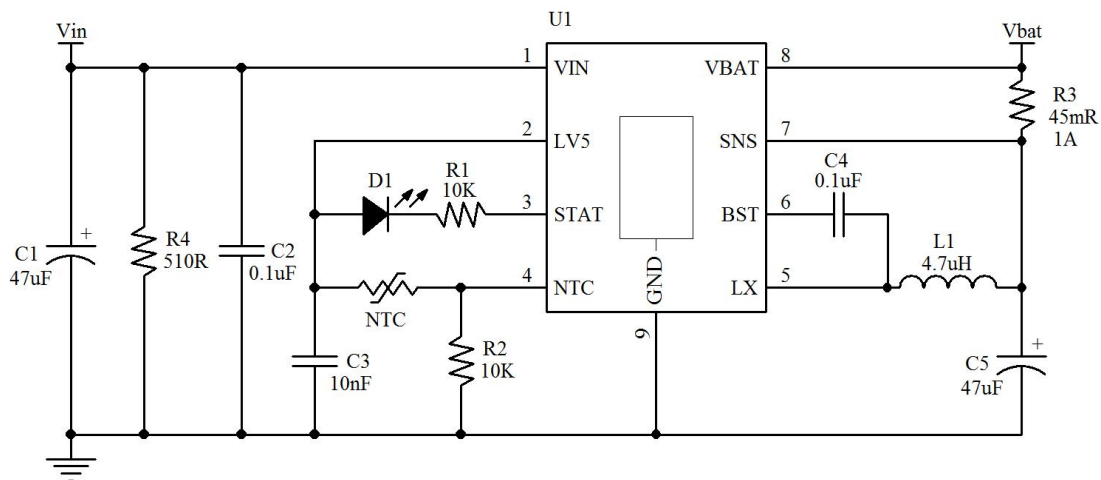 U1
Vin
Vbat
1
VIN
VBAT
8
R3
45mR
1A
2
LV5
SNS
7
D1
R1
10K
C4
0.1uF
3
STAT
BST
6
C1
47uF
+
R4
510R
C2
0.1uF
4
NTC
LX
5
L1
4.7uH
NTC
GND
9
C3
10nF
R2
10K
C5
47uF
+